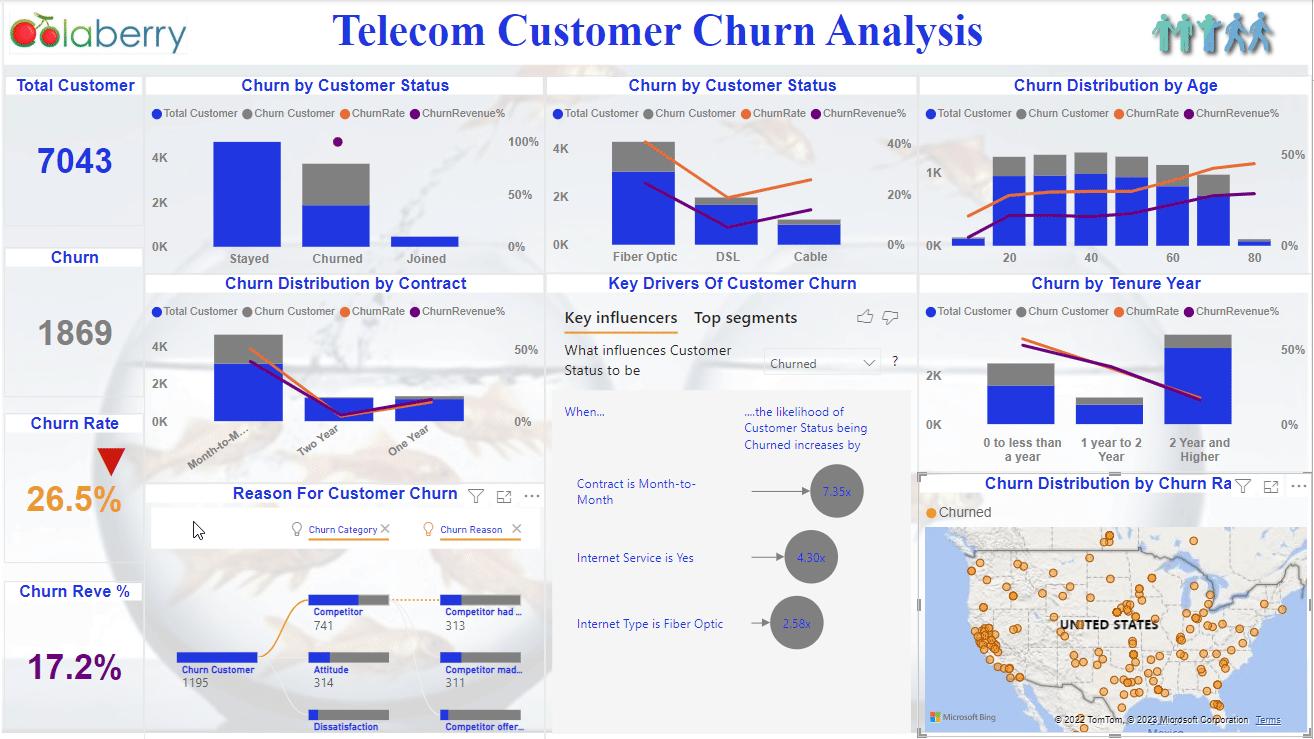 olaberry
Telecom Customer Churn Analysis
Total Customer
7043
Churn
1869
Churn Rate
26.5%
Churn Reve %
17.2%
Churn by Customer Status
Total Customer Churn Customer ChurnRate ChurnRevenue%
4K
2K
0K
100%
50%
0%
Stayed Churned Joined
Churn by Customer Status
Total Customer Churn Customer ChurnRate ChurnRevenue%
4K
2K
0K
40%
20%
0%
Fiber Optic DSL Cable
Churn Distribution by Age
Total Customer Churn Customer ChurnRate ChurnRevenue%
1K
0K
50%
0%
20 40 60 80
Churn Distribution by Contract
Total Customer Churn Customer ChurnRate ChurnRevenue%
4K
2K
0K
50%
0%
Month-to-M... Two Year One Year
Key Drivers Of Customer Churn
Key influencers Top segments
What influences Customer
Status to be
Churned
?
When...
....the likelihood of
Customer Status being
Churned increases by
Contract is Month-to-
Month
7.35x
Internet Service is Yes
4.30x
Internet Type is Fiber Optic
2.58x
Churn by Tenure Year
Total Customer Churn Customer ChurnRate ChurnRevenue%
2K
0K
50%
0%
0 to less than
a year
1 year to 2
Year
2 Year and
Higher
Reason For Customer Churn
Churn Category
Churn Reason
Churn Customer
1195
Competitor
741
Attitude
314
Dissatisfaction
Competitor had ...
313
Competitor mad...
311
Competitor offer...
Churn Distribution by Churn Ra
Churned
UNITED STATES
Microsoft Bing
© 2022 TomTom, © 2023 Microsoft Corporation Terms
Mexico